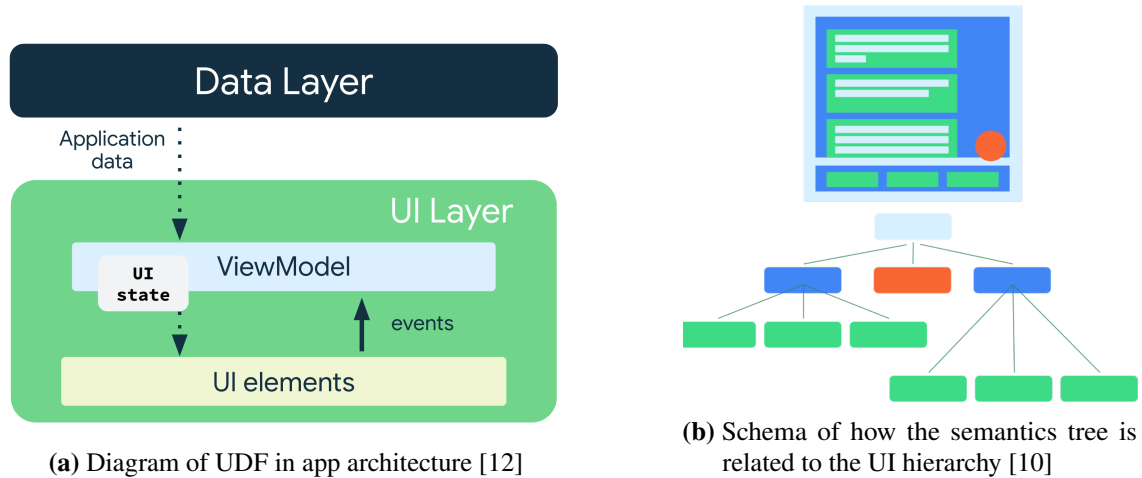 Data Layer
Application
data
UI Layer
ViewModel
UI
state
events
UI elements
(a) Diagram of UDF in app architecture [12]
(b) Schema of how the semantics tree is
related to the UI hierarchy [10]